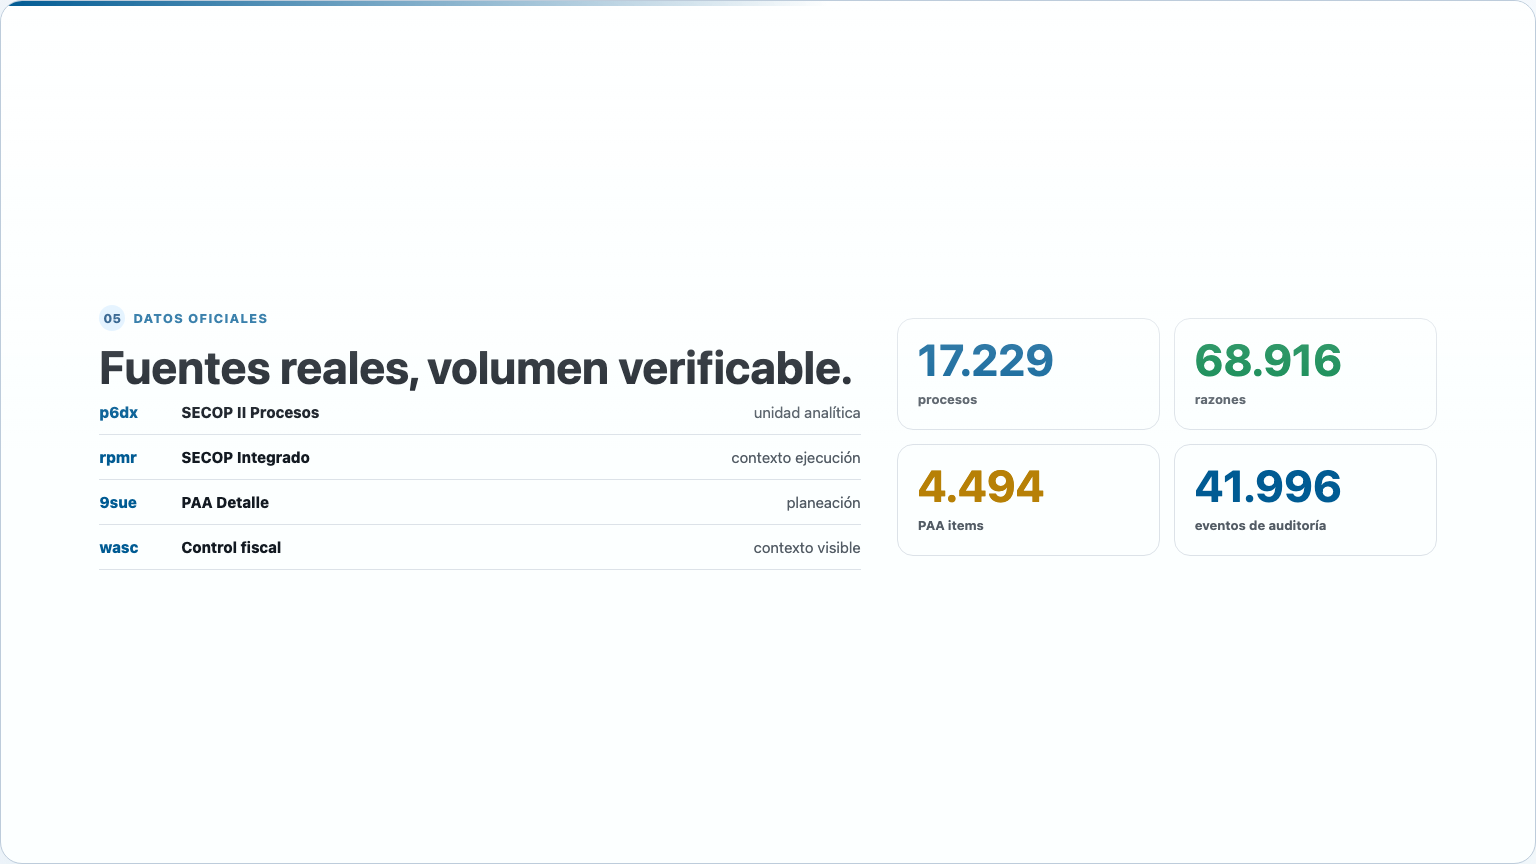 05 DATOS OFICIALES
Fuentes reales, volumen verificable.
p6dx SECOP II Procesos unidad analítica
rpmr SECOP Integrado contexto ejecución
9sue PAA Detalle planeación
wasc Control fiscal contexto visible
17.229
procesos
68.916
razones
4.494
PAA items
41.996
eventos de auditoría